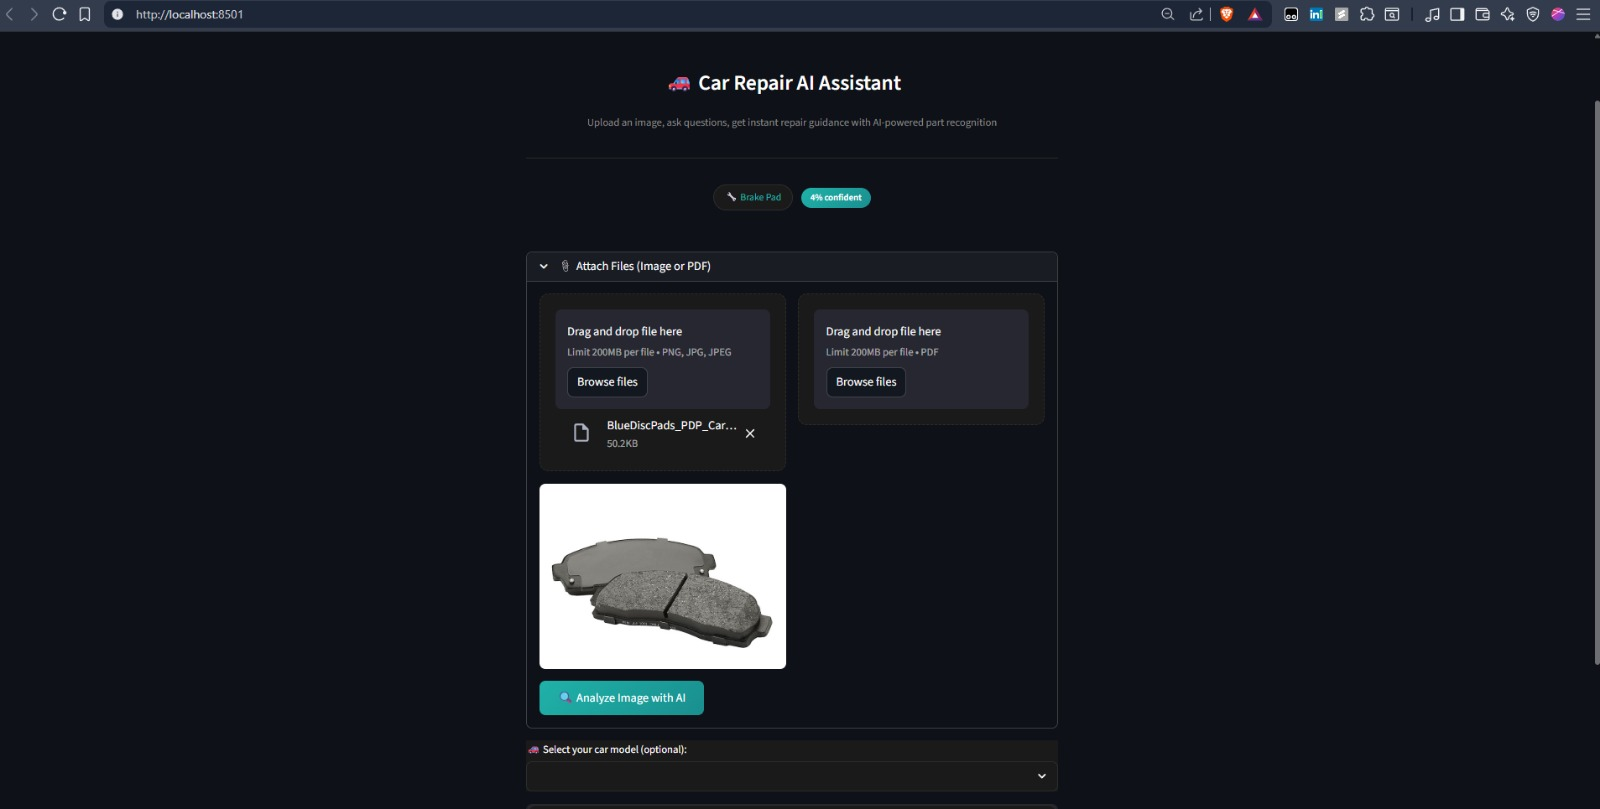 http://localhost:8501
Car Repair AI Assistant
Upload an image, ask questions, get instant repair guidance with AI-powered part recognition
Brake Pad
4% confident
Attach Files (Image or PDF)
Drag and drop file here
Limit 200MB per file • PNG, JPG, JPEG
Browse files
BlueDiscPads_PDP_Car...
50.2KB
Drag and drop file here
Limit 200MB per file • PDF
Browse files
Analyze Image with AI
Select your car model (optional):